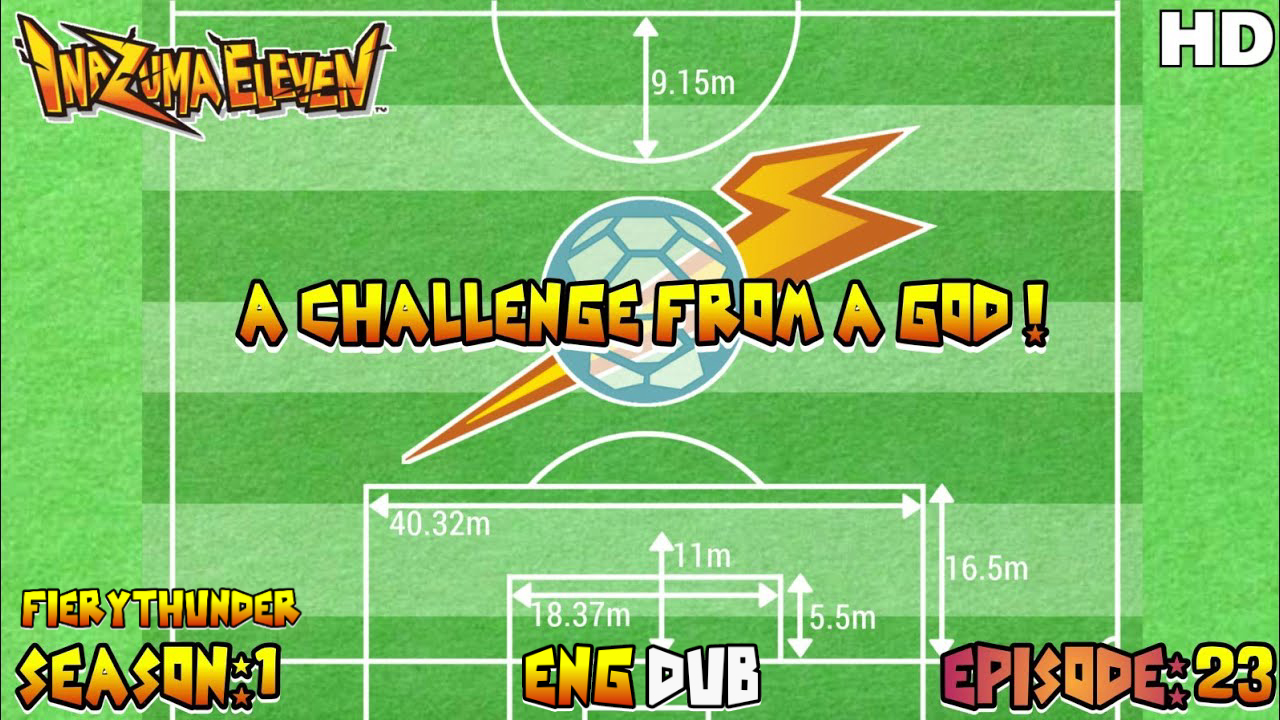 INAZUMA ELEVEN™
HD
9.15m
A CHALLENGE FROM A GOD!
40.32m
11m
16.5m
18.37m
5.5m
FIERYTHUNDER
SEASON:1
ENG DUB
EPISODE:23